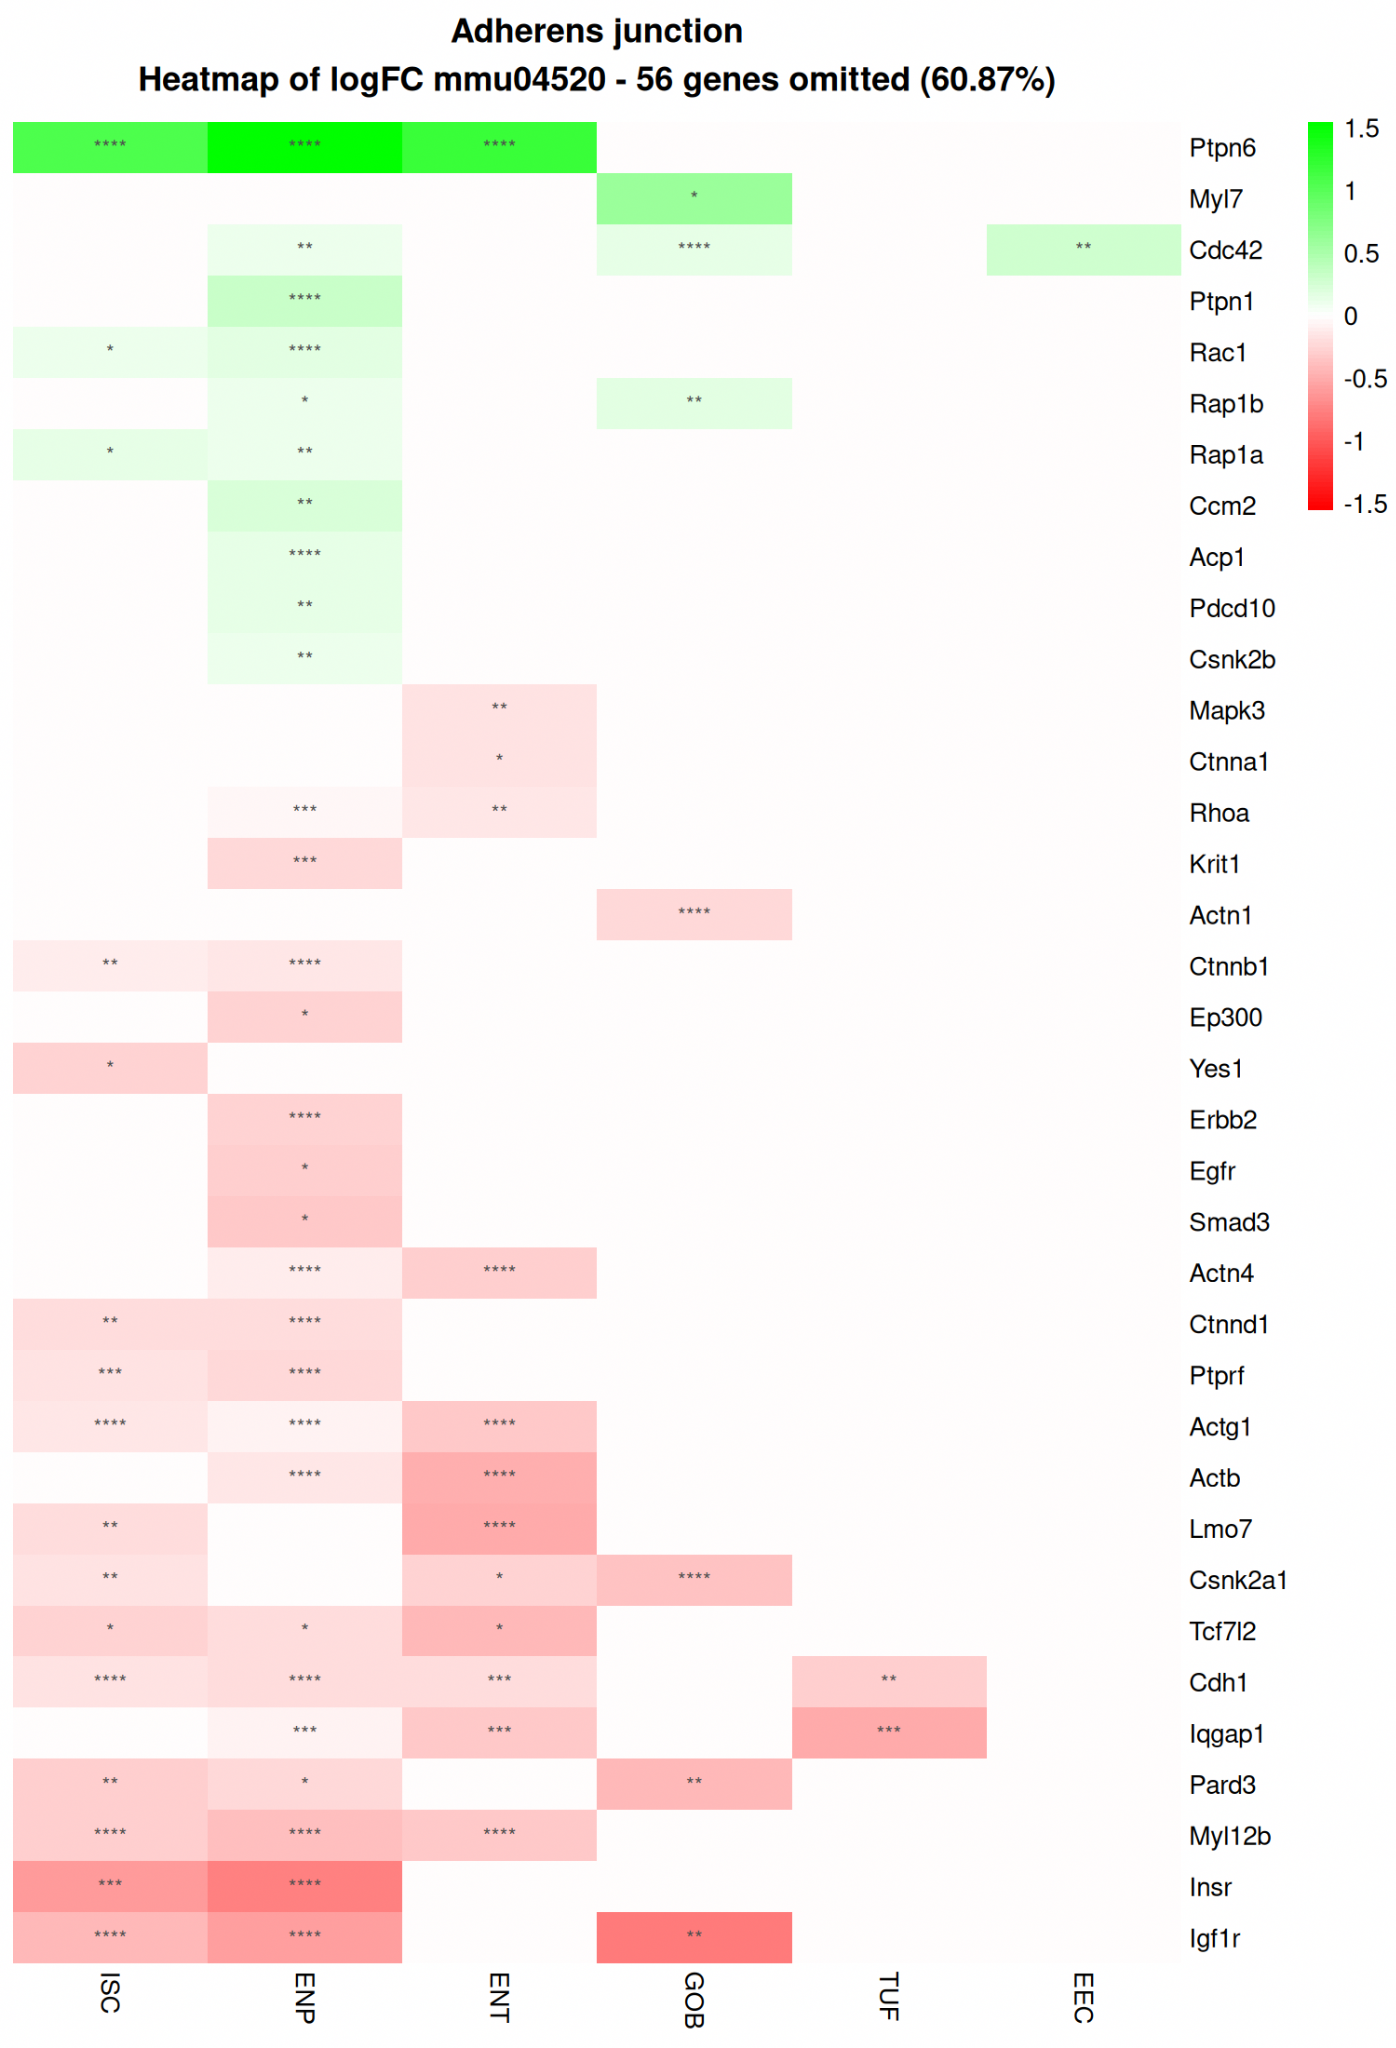 Adherens junction
Heatmap of logFC mmu04520 - 56 genes omitted (60.87%)
**** **** **** Ptpn6
* Myl7
** **** ** Cdc42
**** Ptpn1
* **** Rac1
* ** Rap1b
* ** Rap1a
** Ccm2
**** Acp1
** Pdcd10
** Csnk2b
** Mapk3
* Ctnna1
*** ** Rhoa
*** Krit1
**** Actn1
** **** Ctnnb1
* Ep300
* Yes1
**** Erbb2
* Egfr
* Smad3
**** **** Actn4
** **** Ctnnd1
*** **** Ptprf
**** **** **** Actg1
**** **** Actb
** **** Lmo7
** * **** Csnk2a1
* * * Tcf7l2
**** **** *** ** Cdh1
*** *** *** Iqgap1
** * ** Pard3
**** **** **** Myl12b
*** **** Insr
**** **** ** Igf1r
ISC ENP ENT GOB TUF EEC
1.5
1
0.5
0
-0.5
-1
-1.5